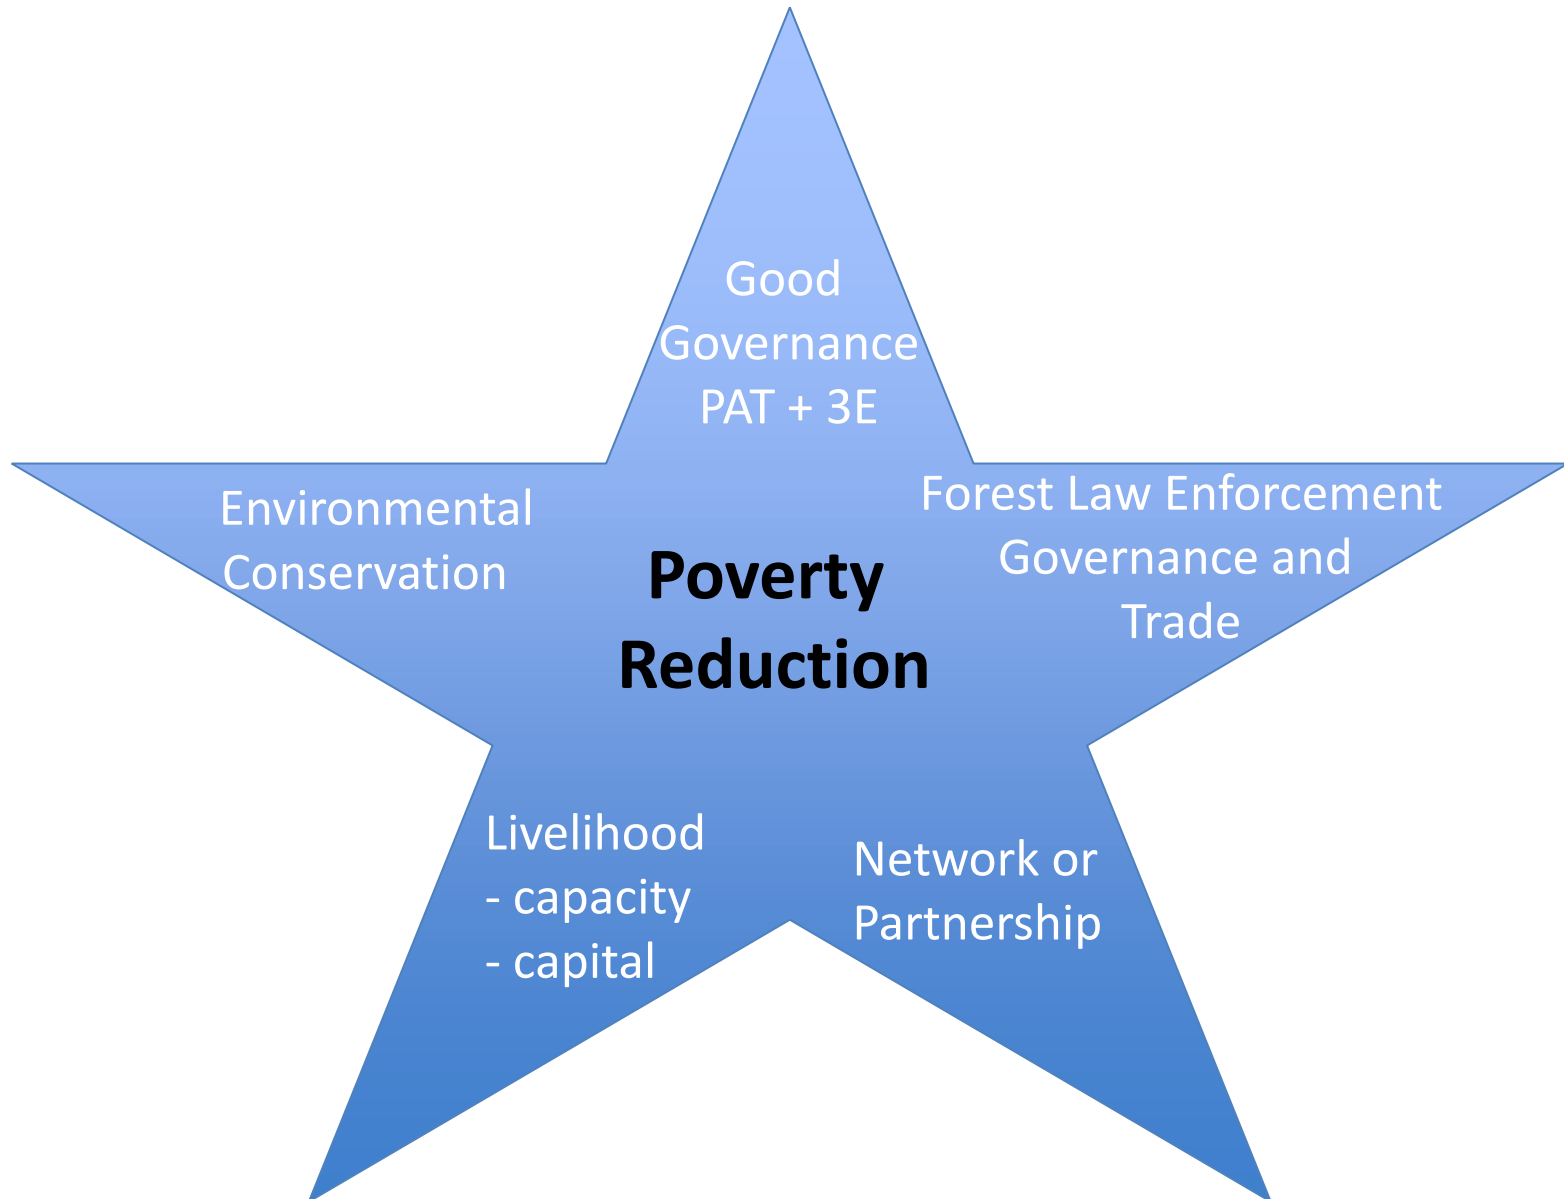 Good
Governance
PAT + 3E
Environmental
Conservation
Poverty
Reduction
Forest Law Enforcement
Governance and
Trade
Livelihood
- capacity
- capital
Network or
Partnership